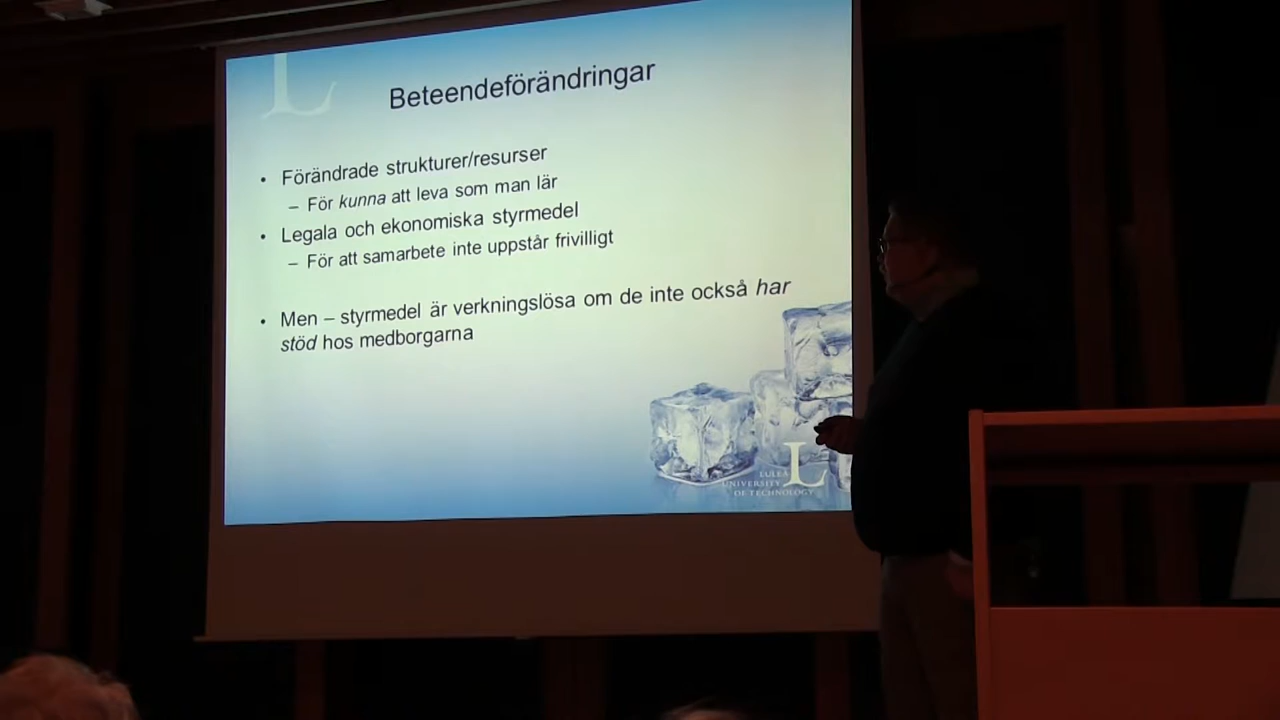 Beteendeförändringar
• Förändrade strukturer/resurser
– För kunna att leva som man lär
• Legala och ekonomiska styrmedel
– För att samarbete inte uppstår frivilligt
• Men – styrmedel är verkningslösa om de inte också har
stöd hos medborgarna
LULEÅ
UNIVERSITY
OF TECHNOLOGY
L